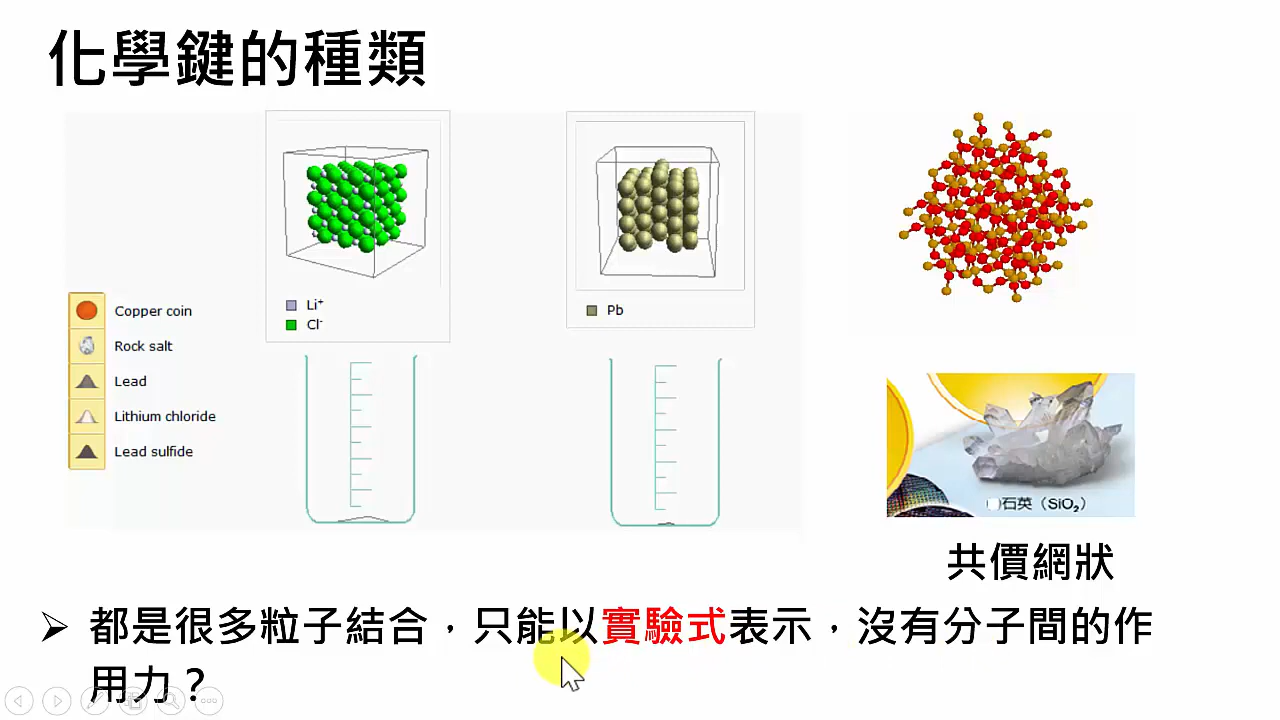 化學鍵的種類
Li⁺
Cl⁻
Pb
Copper coin
Rock salt
Lead
Lithium chloride
Lead sulfide
石英（SiO₂）
共價網狀
都是很多粒子結合，只能以實驗式表示，沒有分子間的作
用力？